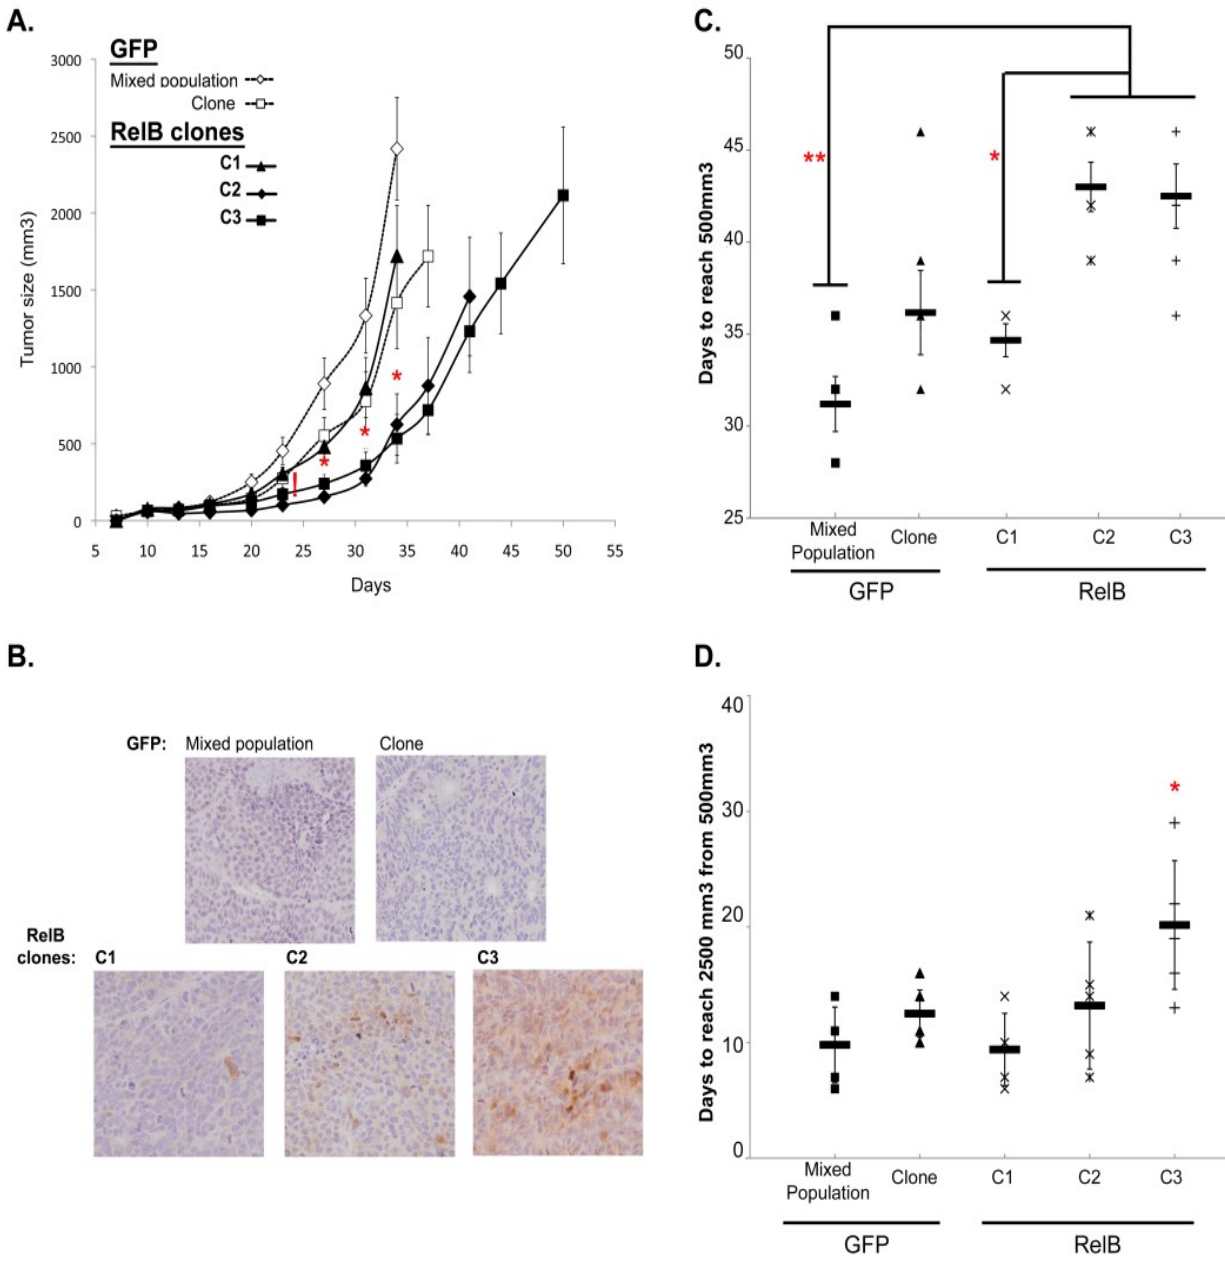 A.
GFP
Mixed population
Clone
RelB clones
C1
C2
C3
Tumor size (mm3)
3000
2500
2000
1500
1000
500
0
*
*
*
!
5 10 15 20 25 30 35 40 45 50 55
Days
B.
GFP: Mixed population Clone
RelB
clones: C1 C2 C3
C.
Days to reach 500mm3
50
45
40
35
30
25
**
*
Mixed
Population Clone C1 C2 C3
GFP RelB
D.
Days to reach 2500 mm3 from 500mm3
40
30
20
10
0
*
Mixed
Population Clone C1 C2 C3
GFP RelB